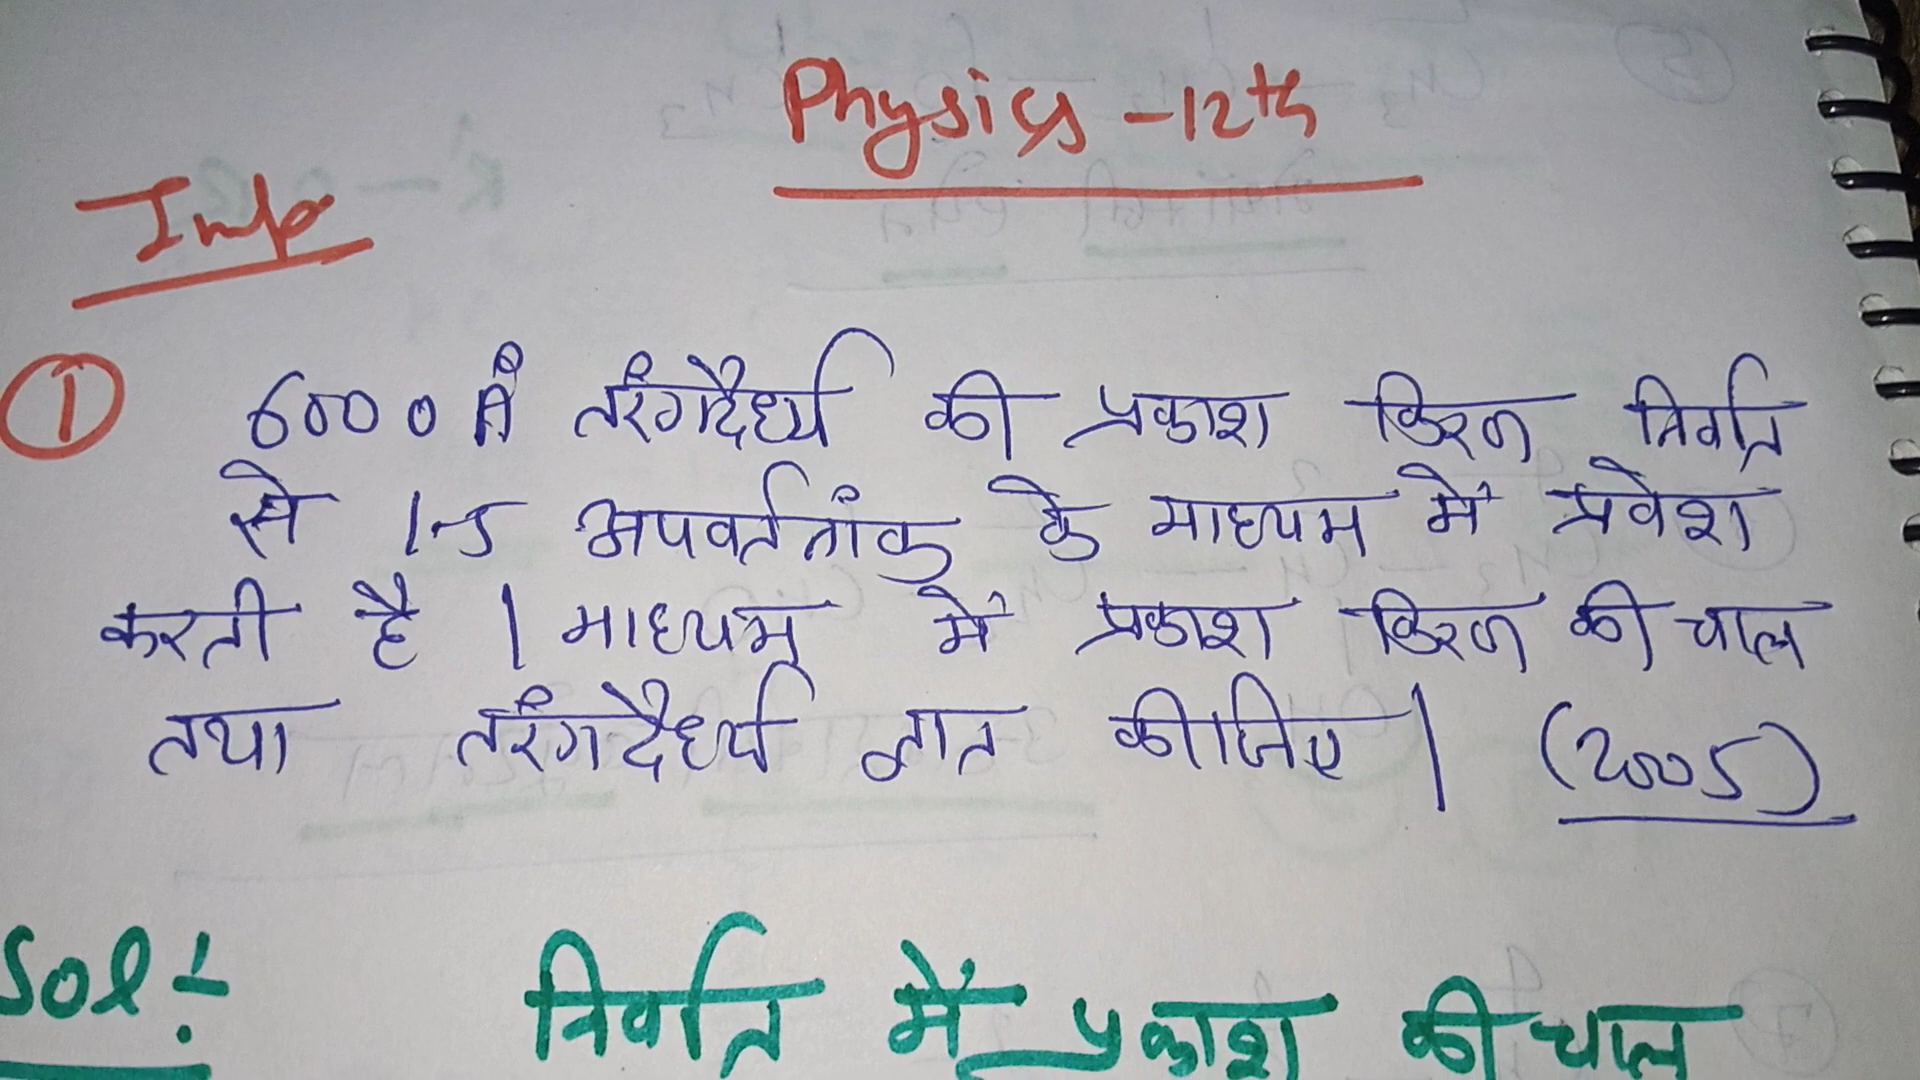 Physics - 12th
Imp
① 6000 Å तरंगदैर्ध्य की प्रकाश किरण निर्वात
से 1.5 अपवर्तनांक के माध्यम में प्रवेश
करती है | माध्यम में प्रकाश किरण की चाल
तथा तरंगदैर्ध्य ज्ञात कीजिए | (2005)
Sol :- निर्वात में प्रकाश की चाल